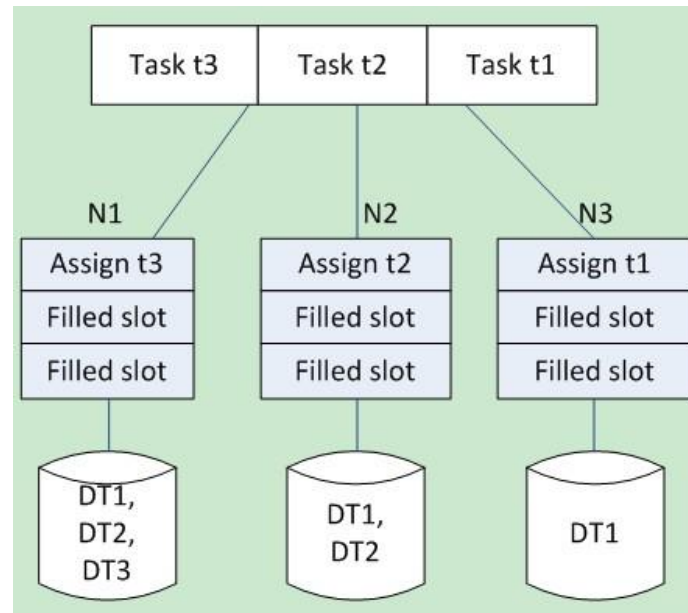 Task t3 Task t2 Task t1
N1 N2 N3
Assign t3 Assign t2 Assign t1
Filled slot Filled slot Filled slot
Filled slot Filled slot Filled slot
DT1,
DT2,
DT3
DT1,
DT2
DT1